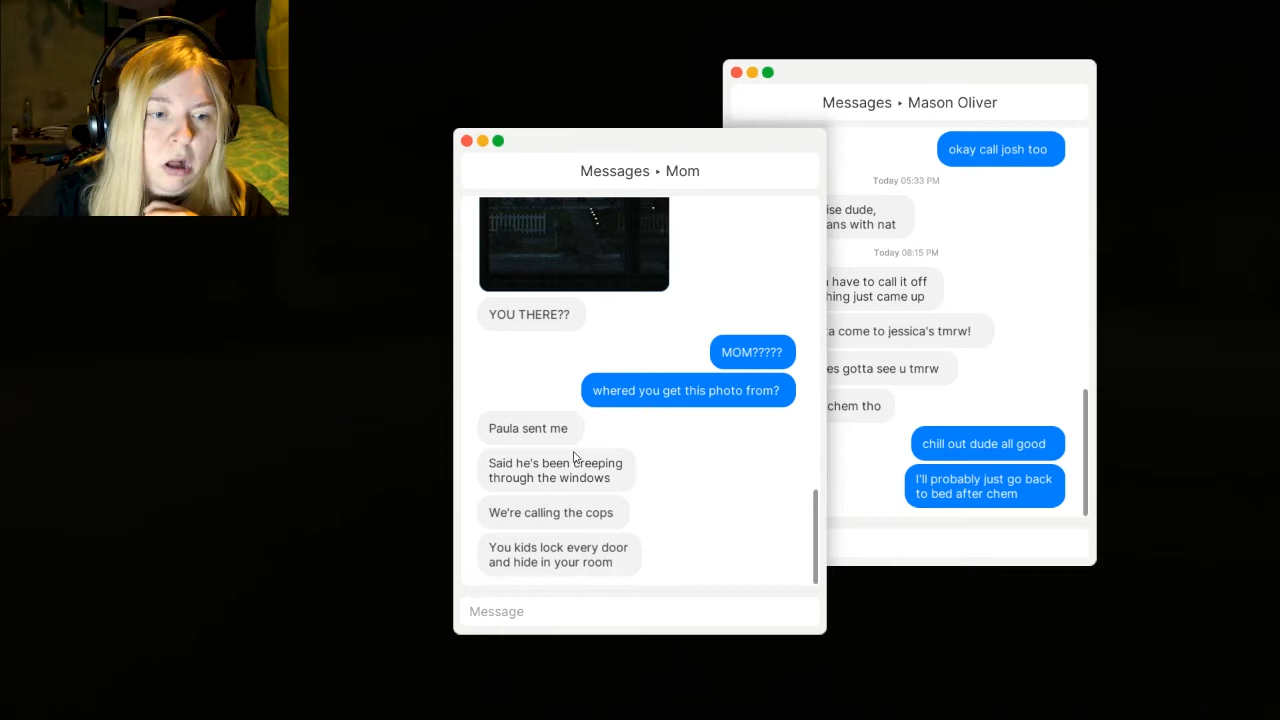 Messages ▸ Mom
YOU THERE??
MOM?????
whered you get this photo from?
Paula sent me
Said he's been creeping
through the windows
We're calling the cops
You kids lock every door
and hide in your room
Message
Messages ▸ Mason Oliver
okay call josh too
Today 05:33 PM
ise dude,
ans with nat
Today 08:15 PM
have to call it off
hing just came up
a come to jessica's tmrw!
es gotta see u tmrw
chem tho
chill out dude all good
I'll probably just go back
to bed after chem